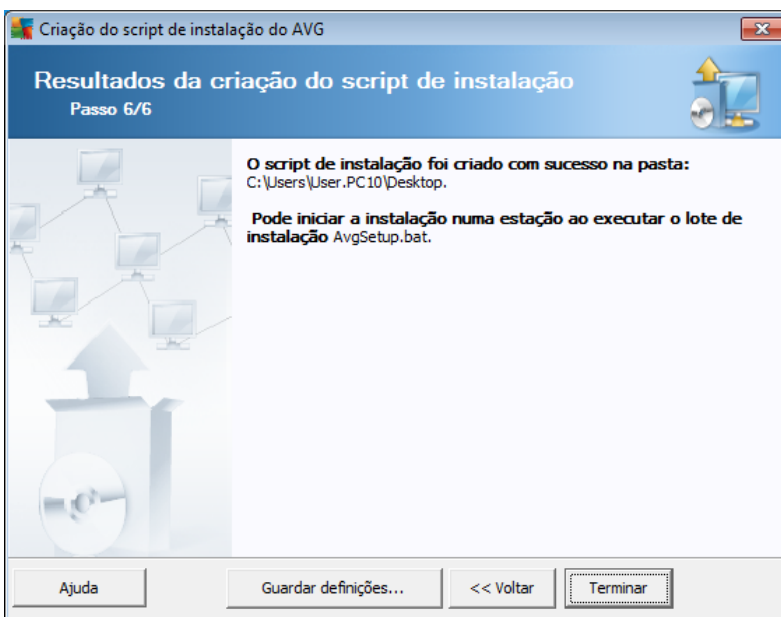 Criação do script de instalação do AVG
Resultados da criação do script de instalação
Passo 6/6
O script de instalação foi criado com sucesso na pasta:
C:\Users\User.PC10\Desktop.
Pode iniciar a instalação numa estação ao executar o lote de
instalação AvgSetup.bat.
Ajuda
Guardar definições...
<< Voltar
Terminar